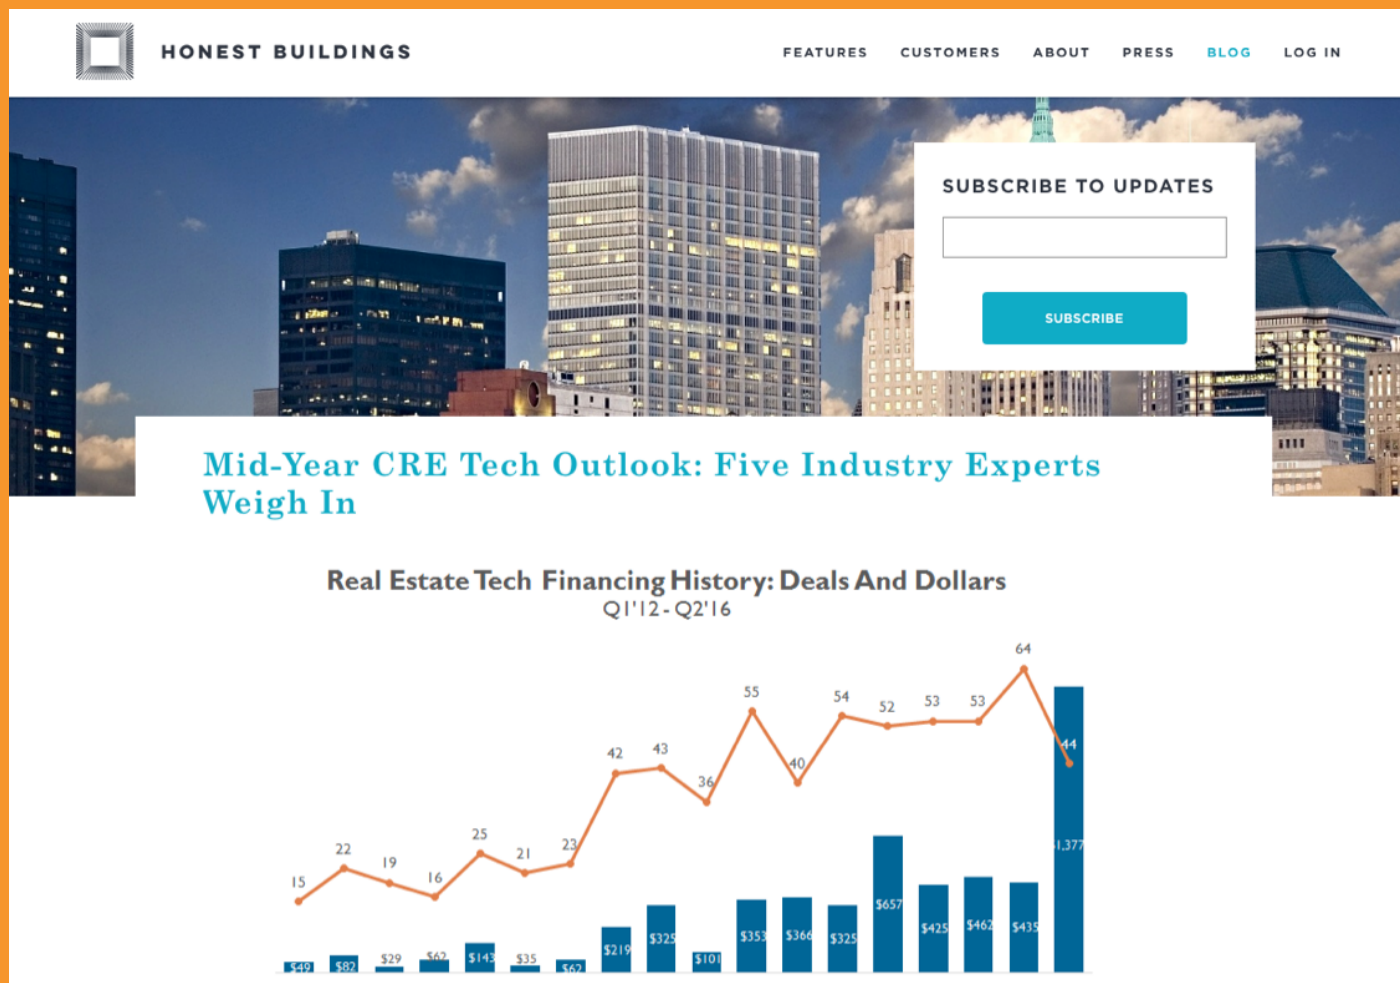 HONEST BUILDINGS
FEATURES CUSTOMERS ABOUT PRESS BLOG LOG IN
SUBSCRIBE TO UPDATES
SUBSCRIBE
Mid-Year CRE Tech Outlook: Five Industry Experts
Weigh In
Real Estate Tech Financing History: Deals And Dollars
Q1'12 - Q2'16
15 22 19 16 25 21 23 42 43 36 55 40 54 52 53 53 64 44
$49 $82 $29 $62 $143 $35 $62 $219 $325 $101 $353 $366 $325 $657 $425 $462 $435 1,377